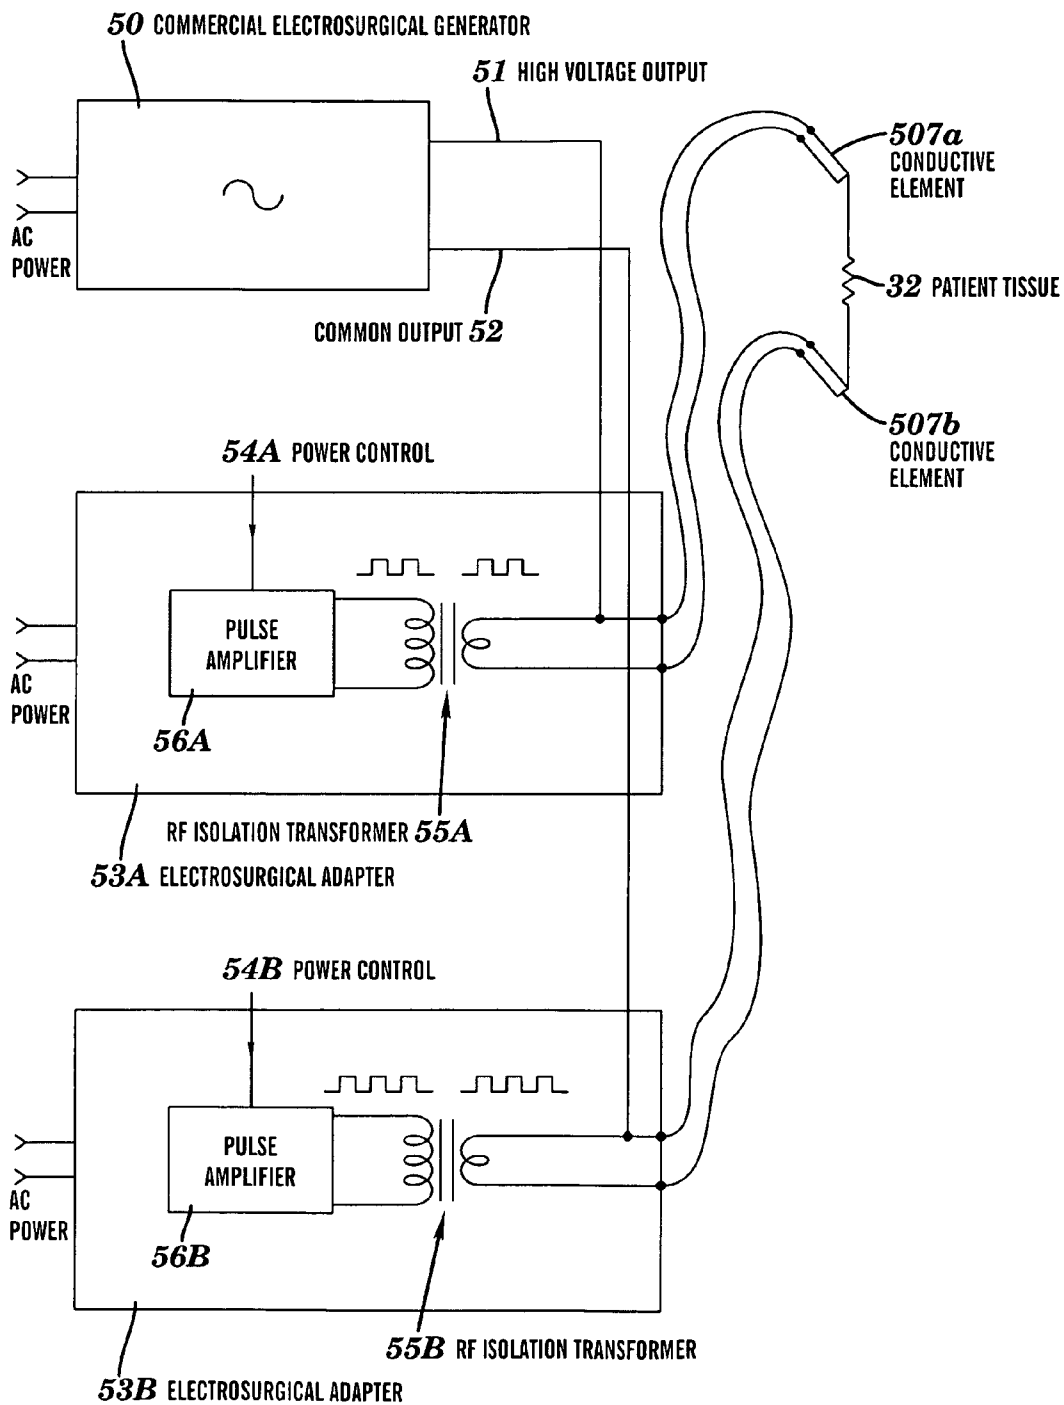 50 COMMERCIAL ELECTROSURGICAL GENERATOR
51 HIGH VOLTAGE OUTPUT
507a
CONDUCTIVE
ELEMENT
AC
POWER
32 PATIENT TISSUE
COMMON OUTPUT 52
507b
CONDUCTIVE
ELEMENT
54A POWER CONTROL
PULSE
AMPLIFIER
AC
POWER
56A
RF ISOLATION TRANSFORMER 55A
53A ELECTROSURGICAL ADAPTER
54B POWER CONTROL
PULSE
AMPLIFIER
AC
POWER
56B
55B RF ISOLATION TRANSFORMER
53B ELECTROSURGICAL ADAPTER